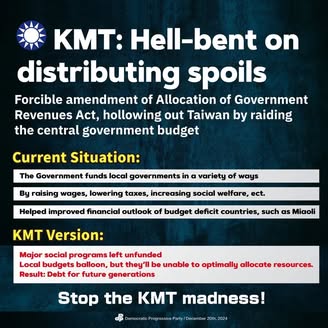 KMT: Hell-bent on
distributing spoils
Forcible amendment of Allocation of Government
Revenues Act, hollowing out Taiwan by raiding
the central government budget
Current Situation:
The Government funds local governments in a variety of ways
By raising wages, lowering taxes, increasing social welfare, ect.
Helped improved financial outlook of budget deficit countries, such as Miaoli
KMT Version:
Major social programs left unfunded
Local budgets balloon, but they'll be unable to optimally allocate resources.
Result: Debt for future generations
Stop the KMT madness!
Democratic Progressive Party / December 20th, 2024